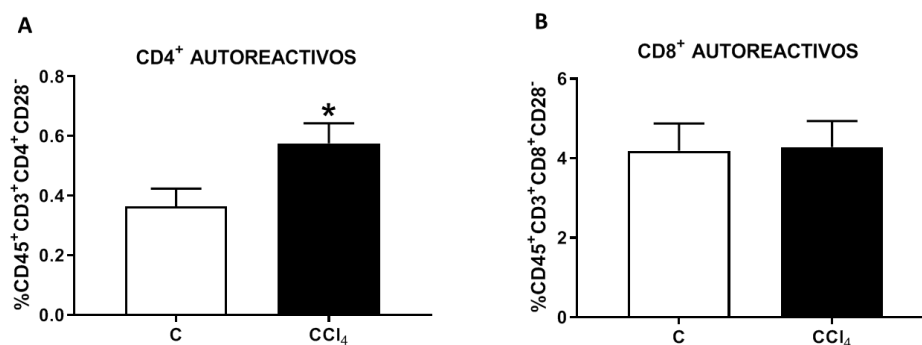 A
CD4⁺ AUTOREACTIVOS
%CD45⁺CD3⁺CD4⁺CD28⁻
0.8
0.6
0.4
0.2
0.0
*
C
CCl₄
B
CD8⁺ AUTOREACTIVOS
%CD45⁺CD3⁺CD8⁺CD28⁻
6
4
2
0
C
CCl₄